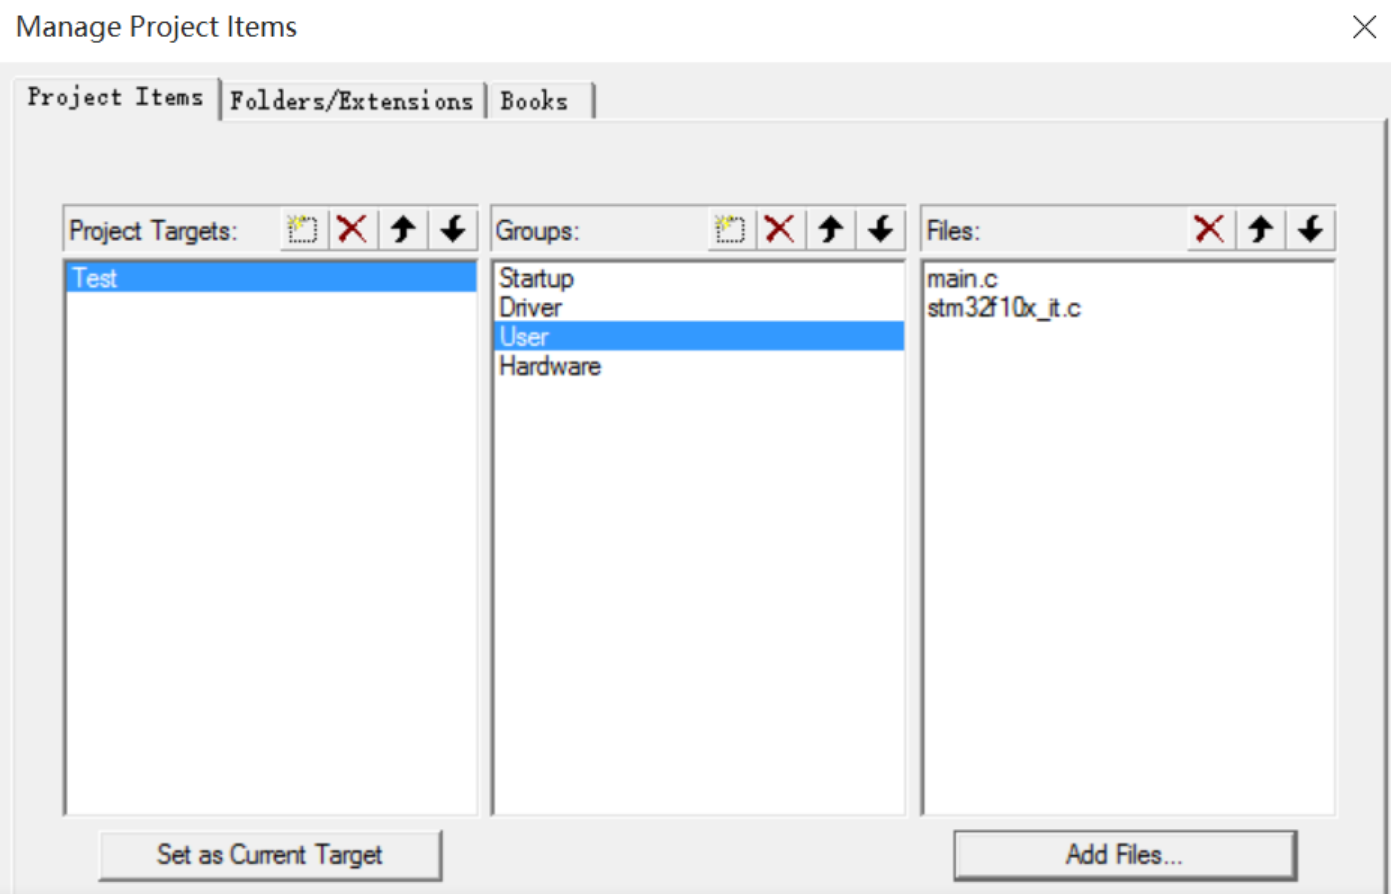 Manage Project Items
Project Items Folders/Extensions Books
Project Targets: Groups: Files:
Test Startup main.c
Driver stm32f10x_it.c
User
Hardware
Set as Current Target Add Files...